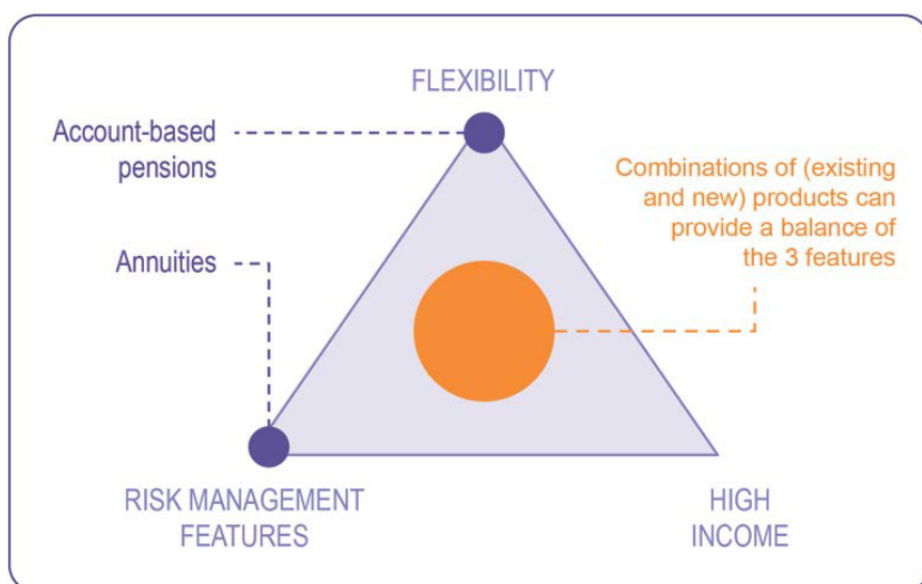 FLEXIBILITY
Account-based
pensions
Combinations of (existing
and new) products can
provide a balance of
the 3 features
Annuities
RISK MANAGEMENT
FEATURES
HIGH
INCOME